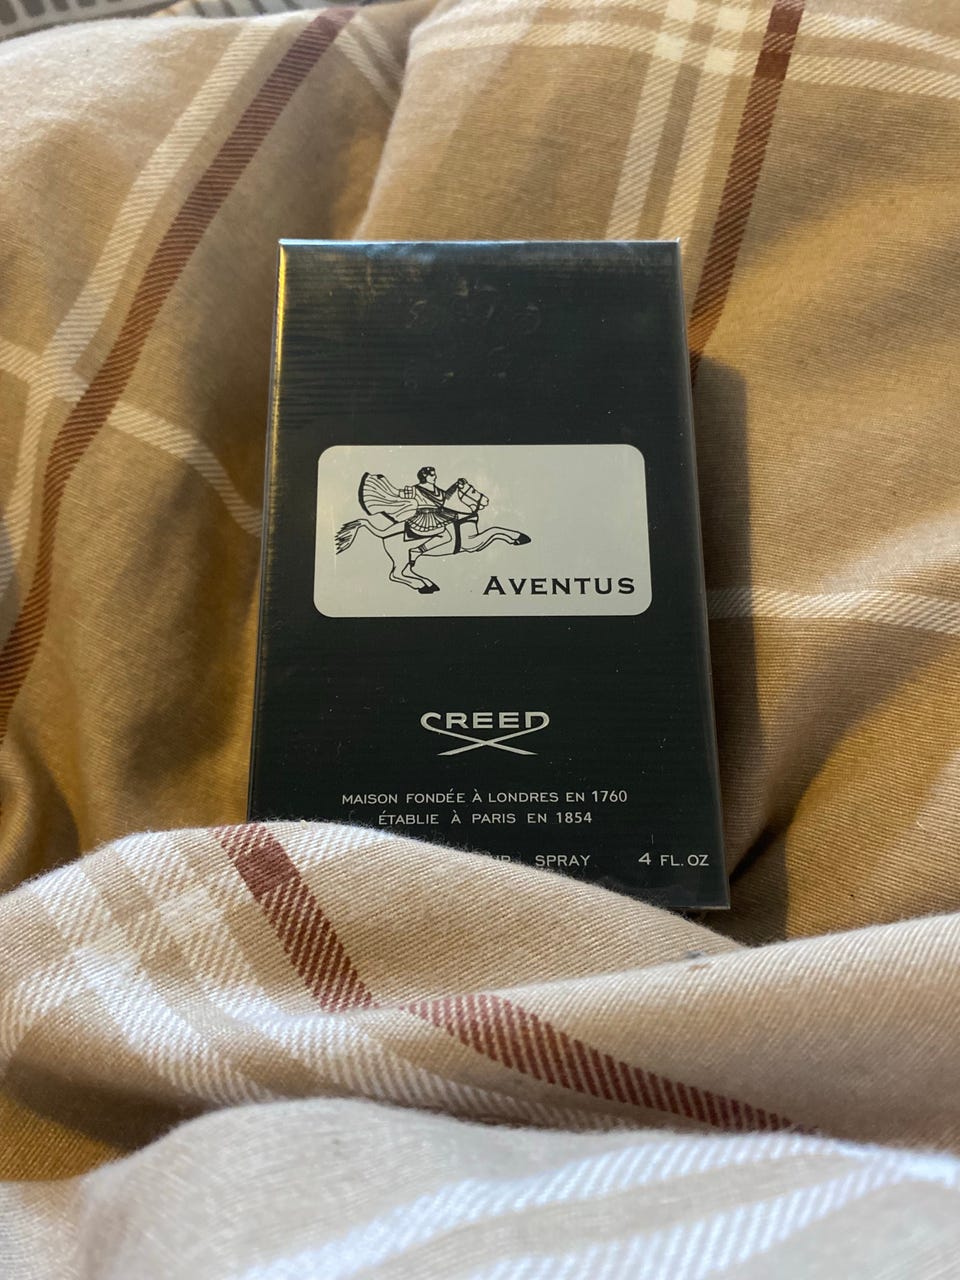 AVENTUS
CREED
MAISON FONDÉE À LONDRES EN 1760
ÉTABLIE À PARIS EN 1854
SPRAY 4 FL. OZ